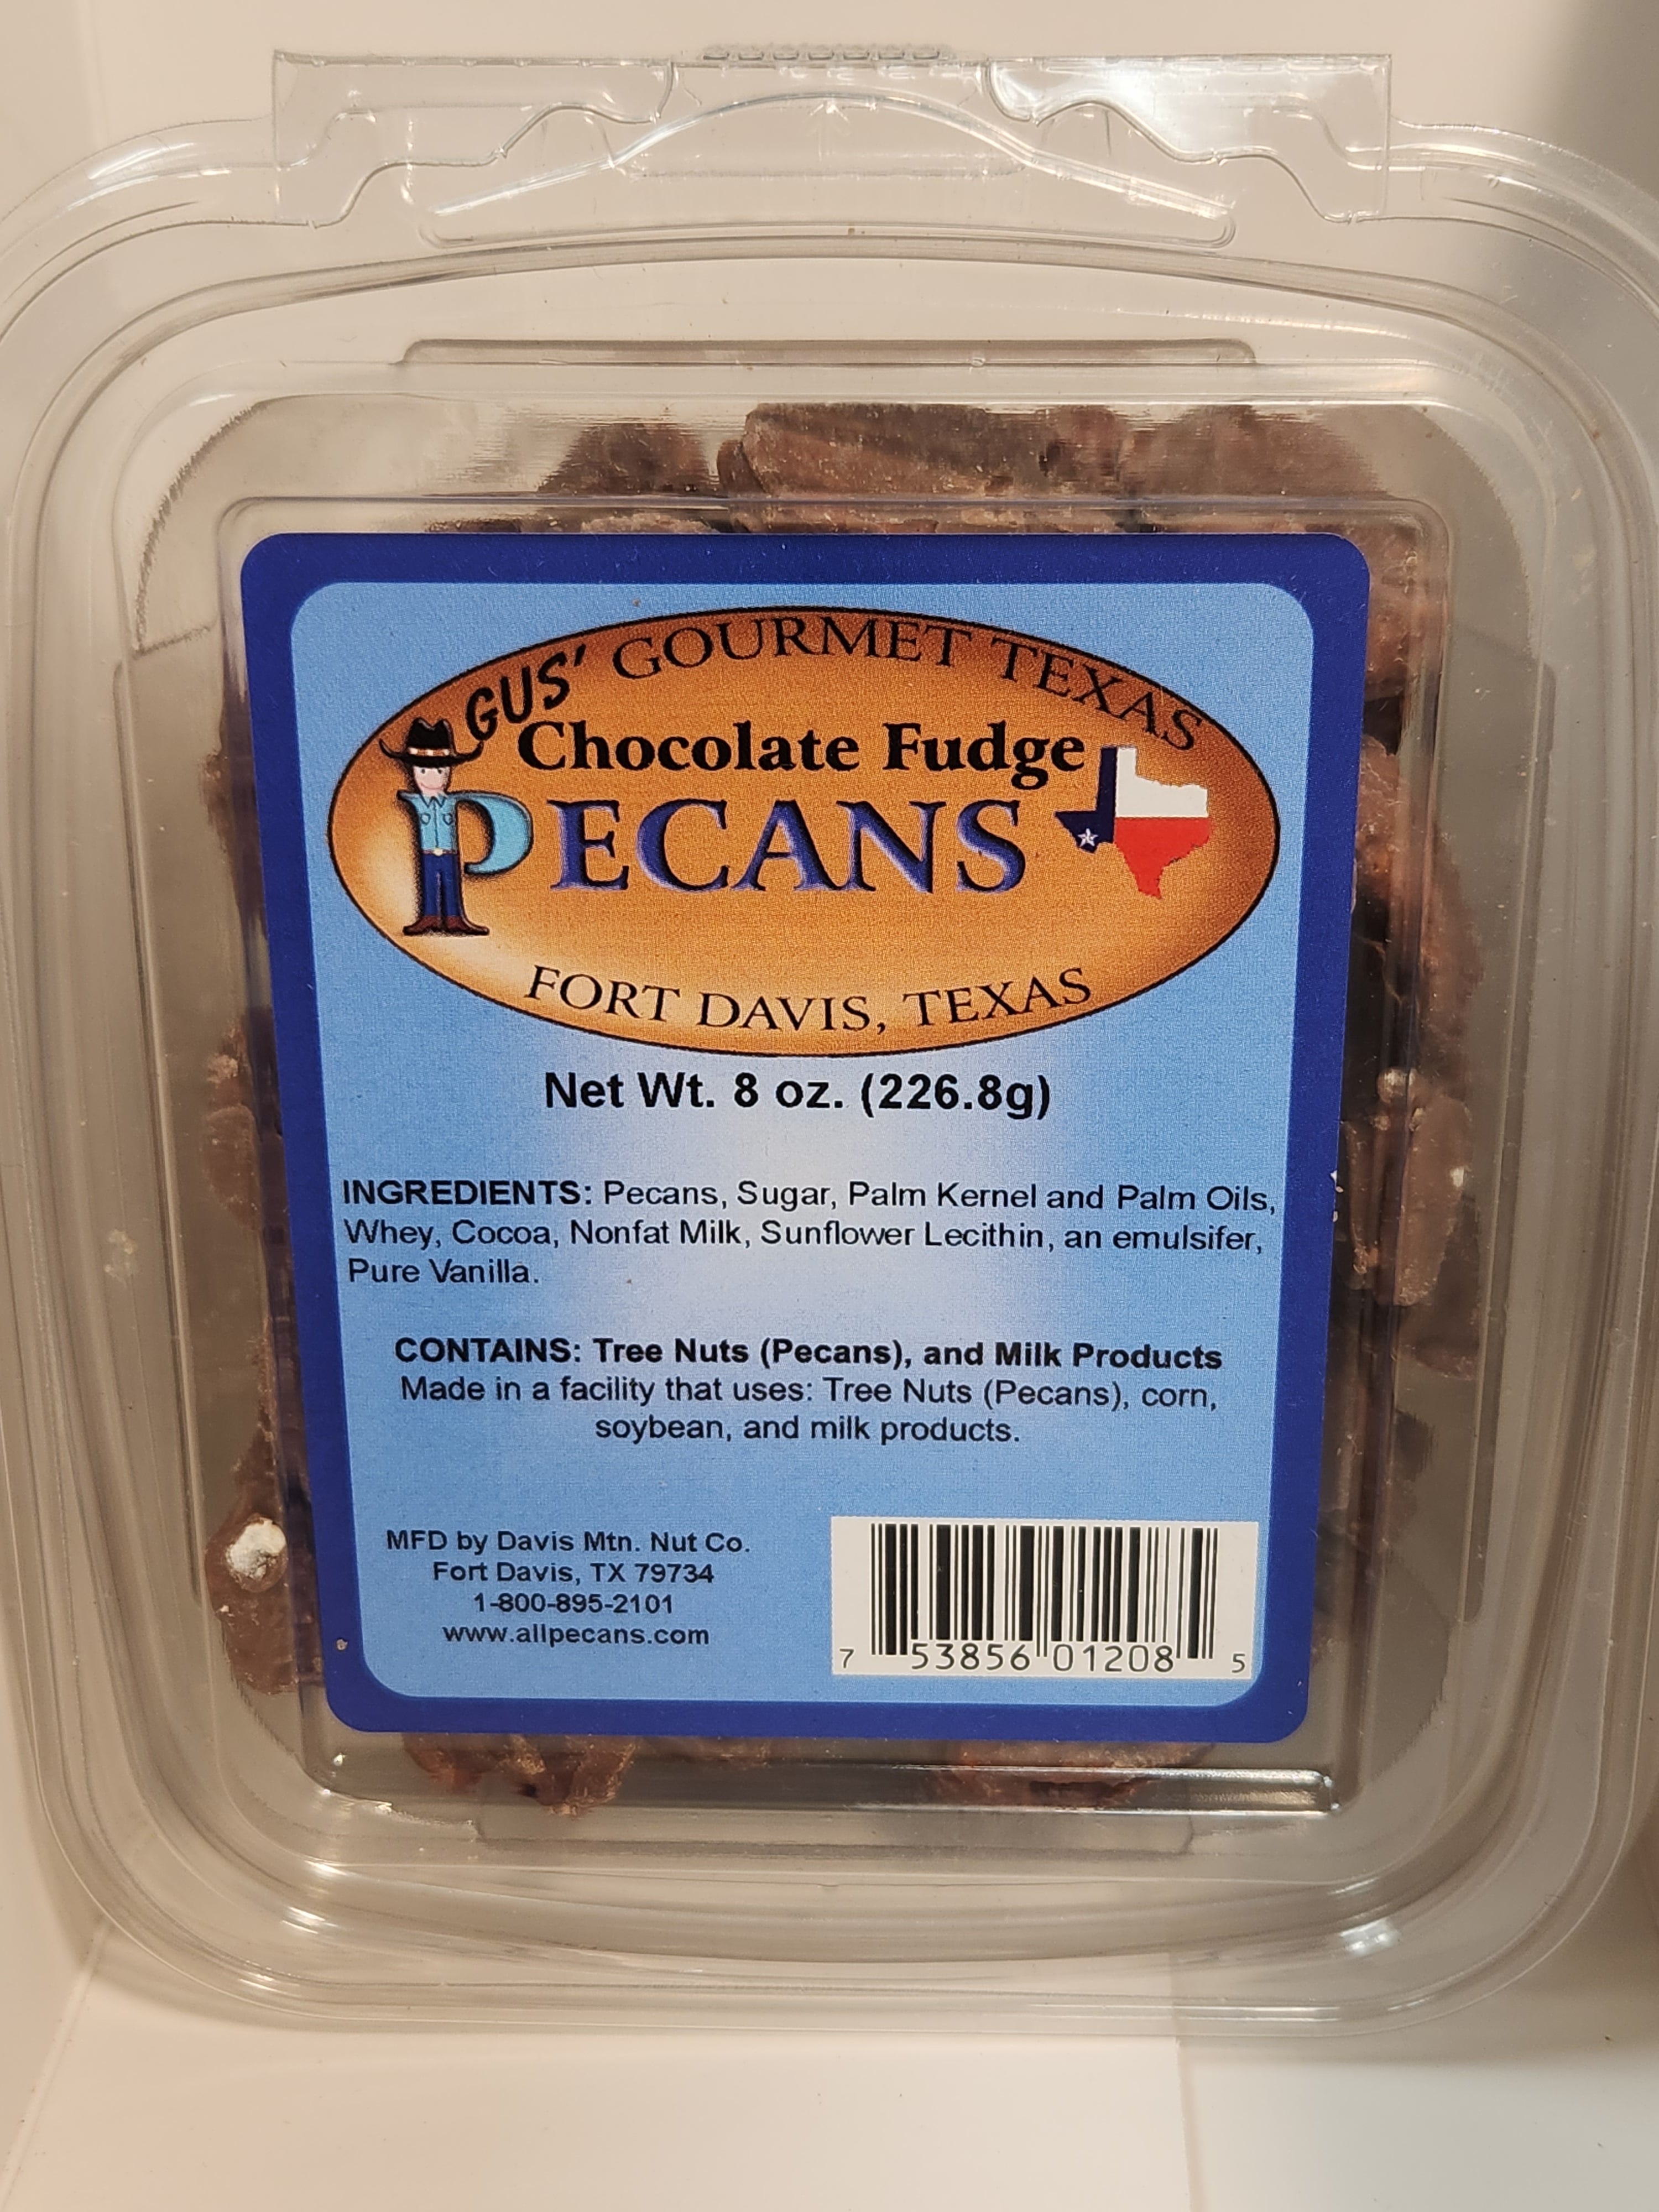 GUS' GOURMET TEXAS
Chocolate Fudge
PECANS
FORT DAVIS, TEXAS
Net Wt. 8 oz. (226.8g)
INGREDIENTS: Pecans, Sugar, Palm Kernel and Palm Oils,
Whey, Cocoa, Nonfat Milk, Sunflower Lecithin, an emulsifer,
Pure Vanilla.
CONTAINS: Tree Nuts (Pecans), and Milk Products
Made in a facility that uses: Tree Nuts (Pecans), corn,
soybean, and milk products.
MFD by Davis Mtn. Nut Co.
Fort Davis, TX 79734
1-800-895-2101
www.allpecans.com
7 53856 01208 5